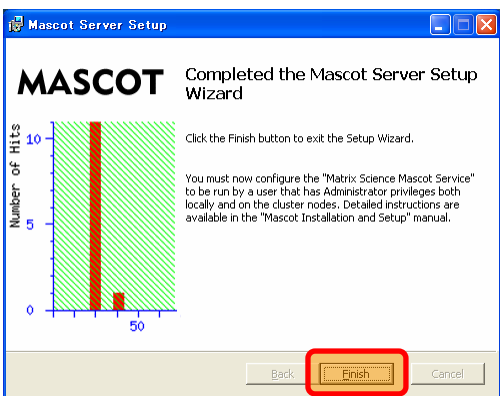 Mascot Server Setup
MASCOT
Completed the Mascot Server Setup
Wizard
Click the Finish button to exit the Setup Wizard.
You must now configure the "Matrix Science Mascot Service"
to be run by a user that has Administrator privileges both
locally and on the cluster nodes. Detailed instructions are
available in the "Mascot Installation and Setup" manual.
Number of Hits
10
5
0
50
Back
Finish
Cancel